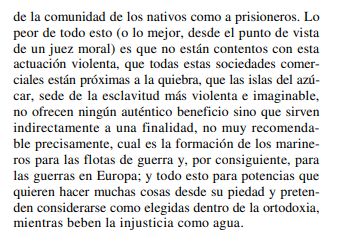 de la comunidad de los nativos como a prisioneros. Lo
peor de todo esto (o lo mejor, desde el punto de vista
de un juez moral) es que no están contentos con esta
actuación violenta, que todas estas sociedades comer-
ciales están próximas a la quiebra, que las islas del azú-
car, sede de la esclavitud más violenta e imaginable,
no ofrecen ningún auténtico beneficio sino que sirven
indirectamente a una finalidad, no muy recomenda-
ble precisamente, cual es la formación de los marine-
ros para las flotas de guerra y, por consiguiente, para
las guerras en Europa; y todo esto para potencias que
quieren hacer muchas cosas desde su piedad y preten-
den considerarse como elegidas dentro de la ortodoxia,
mientras beben la injusticia como agua.